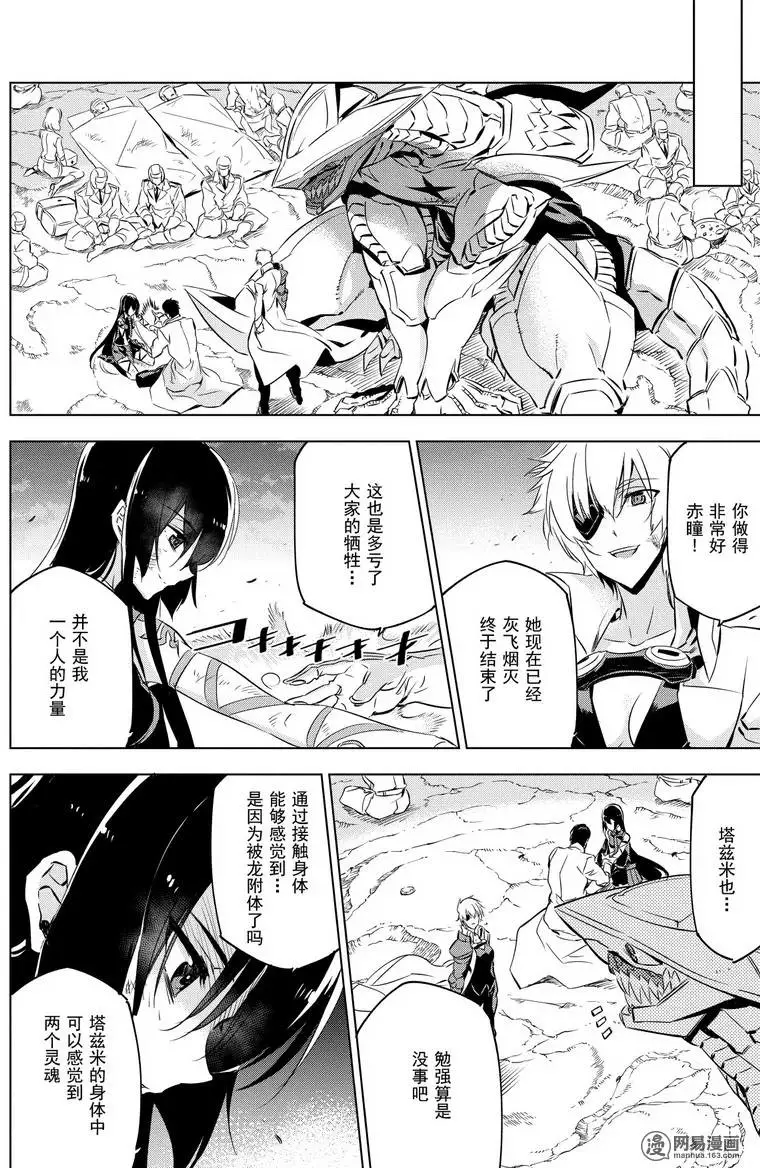 你做得
非常好
赤瞳！
她现在已经
灰飞烟灭
终于结束了
这也是多亏了
大家的牺牲…
并不是我
一个人的力量
塔兹米也…
勉强算是
没事吧
通过接触身体
能够感觉到…
是因为被龙附体了吗
塔兹米的身体中
可以感觉到
两个灵魂
漫 网易漫画
manhua.163.com